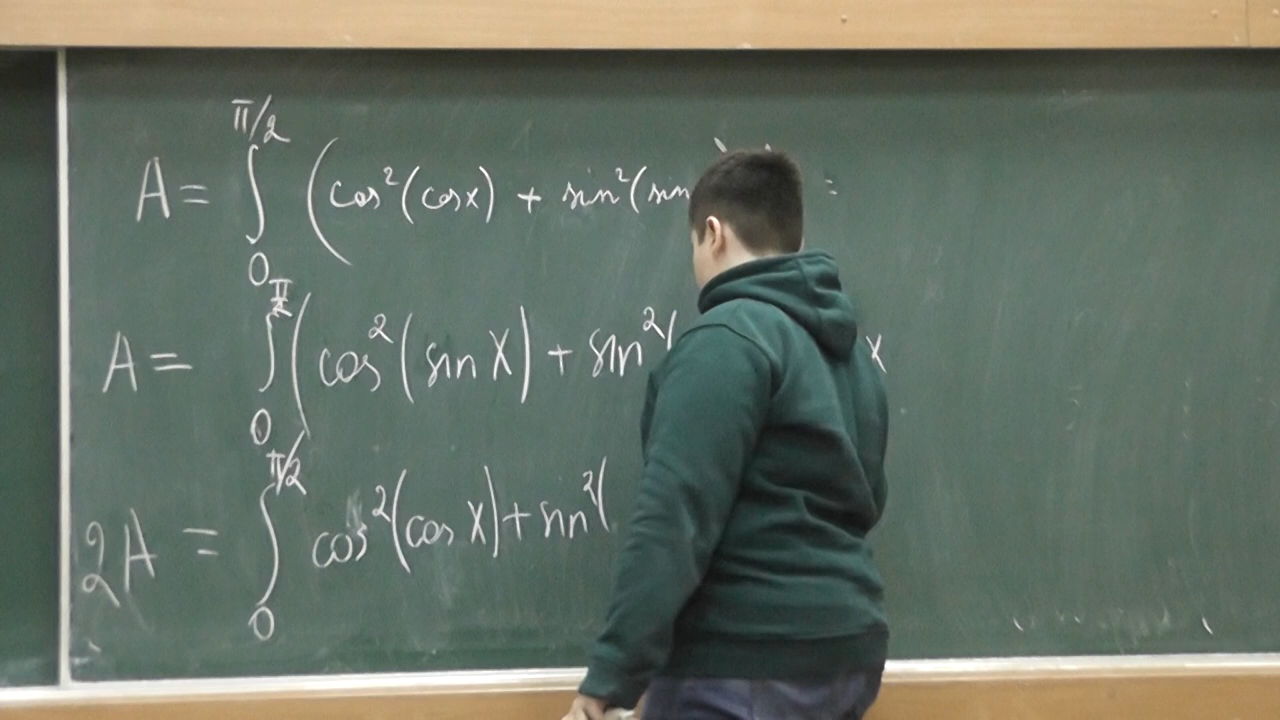 A = ∫₀^{π/2} (cos²(cos x) + sin²(sin =
A = ∫₀^{π/2} (cos²(sin x) + sin²( x
2A = ∫₀^{π/2} cos²(cos x) + sin²(